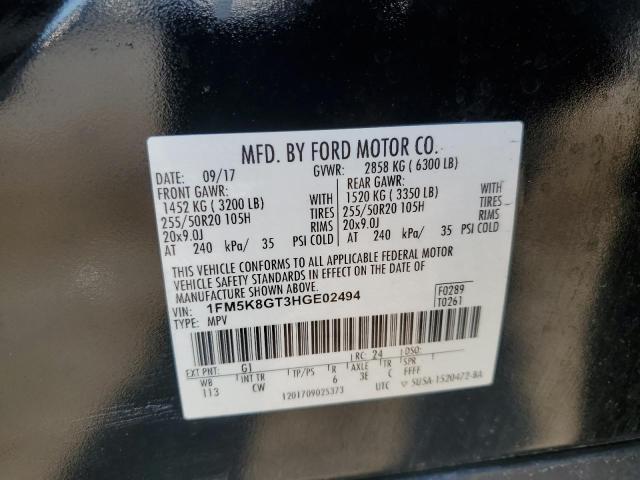 MFD. BY FORD MOTOR CO.
DATE: 09/17 GVWR: 2858 KG ( 6300 LB)
FRONT GAWR: REAR GAWR:
1452 KG ( 3200 LB) WITH 1520 KG ( 3350 LB) WITH
255/50R20 105H TIRES 255/50R20 105H TIRES
20x9.0J RIMS 20x9.0J RIMS
AT 240 kPa/ 35 PSI COLD AT 240 kPa/ 35 PSI COLD
THIS VEHICLE CONFORMS TO ALL APPLICABLE FEDERAL MOTOR
VEHICLE SAFETY STANDARDS IN EFFECT ON THE DATE OF
MANUFACTURE SHOWN ABOVE.
VIN: 1FM5K8GT3HGE02494 F0289
TYPE: MPV T0261
EXT PNT: G1 RC: 24 DSO:
WB INT TR TP/PS R AXLE TR SPR
113 CW 6 3E C FFFF
1201709025373 UTC 5USA-1520472-BA